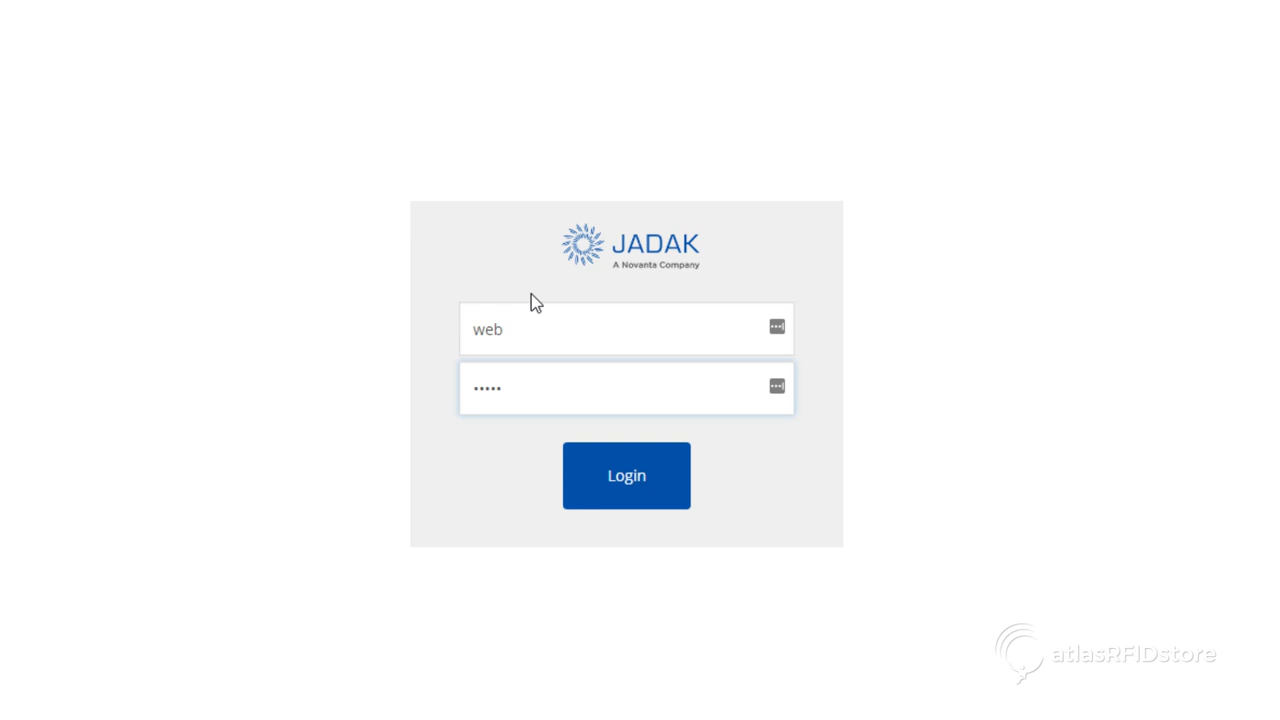 JADAK
A Novanta Company
web
•••••
Login
atlasRFIDstore